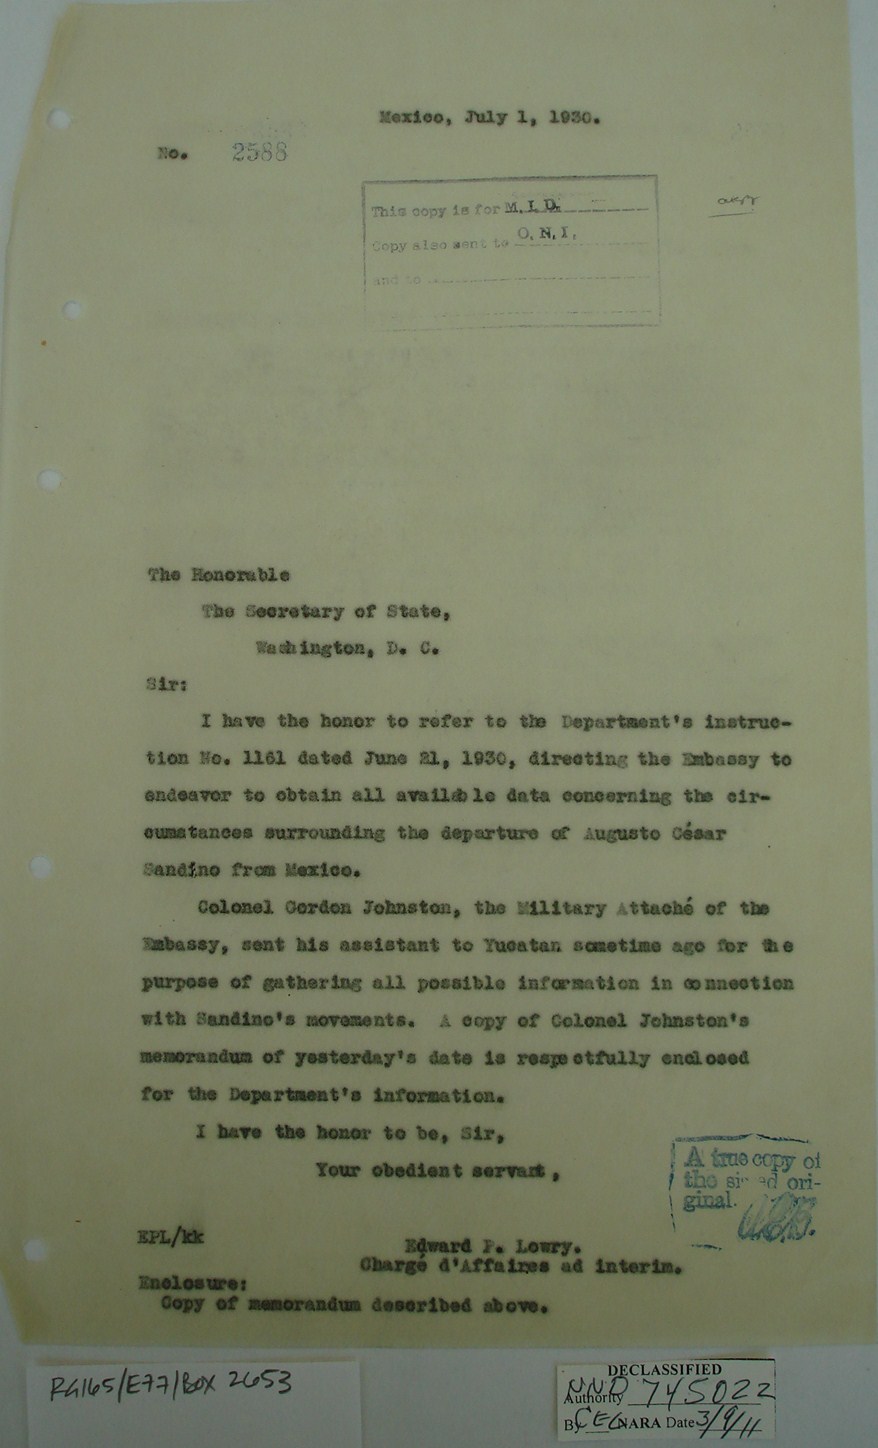 Mexico, July 1, 1930.
No. 2588
This copy is for M.I.D.
Copy also sent to O.N.I.
and to
The Honorable
The Secretary of State,
Washington, D. C.
Sir:
I have the honor to refer to the Department's instruc-
tion No. 1161 dated June 21, 1930, directing the Embassy to
endeavor to obtain all available data concerning the cir-
cumstances surrounding the departure of Augusto César
Sandino from Mexico.
Colonel Gordon Johnston, the Military Attaché of the
Embassy, sent his assistant to Yucatan sometime ago for the
purpose of gathering all possible information in connection
with Sandino's movements. A copy of Colonel Johnston's
memorandum of yesterday's date is respectfully enclosed
for the Department's information.
I have the honor to be, Sir,
Your obedient servant,
A true copy of
the signed ori-
ginal.
EPL/kk
Edward P. Lowry.
Chargé d'Affaires ad interim.
Enclosure:
Copy of memorandum described above.
RG165/E77/Box 2653
DECLASSIFIED
Authority NND 745022
By CEC NARA Date 3/9/11